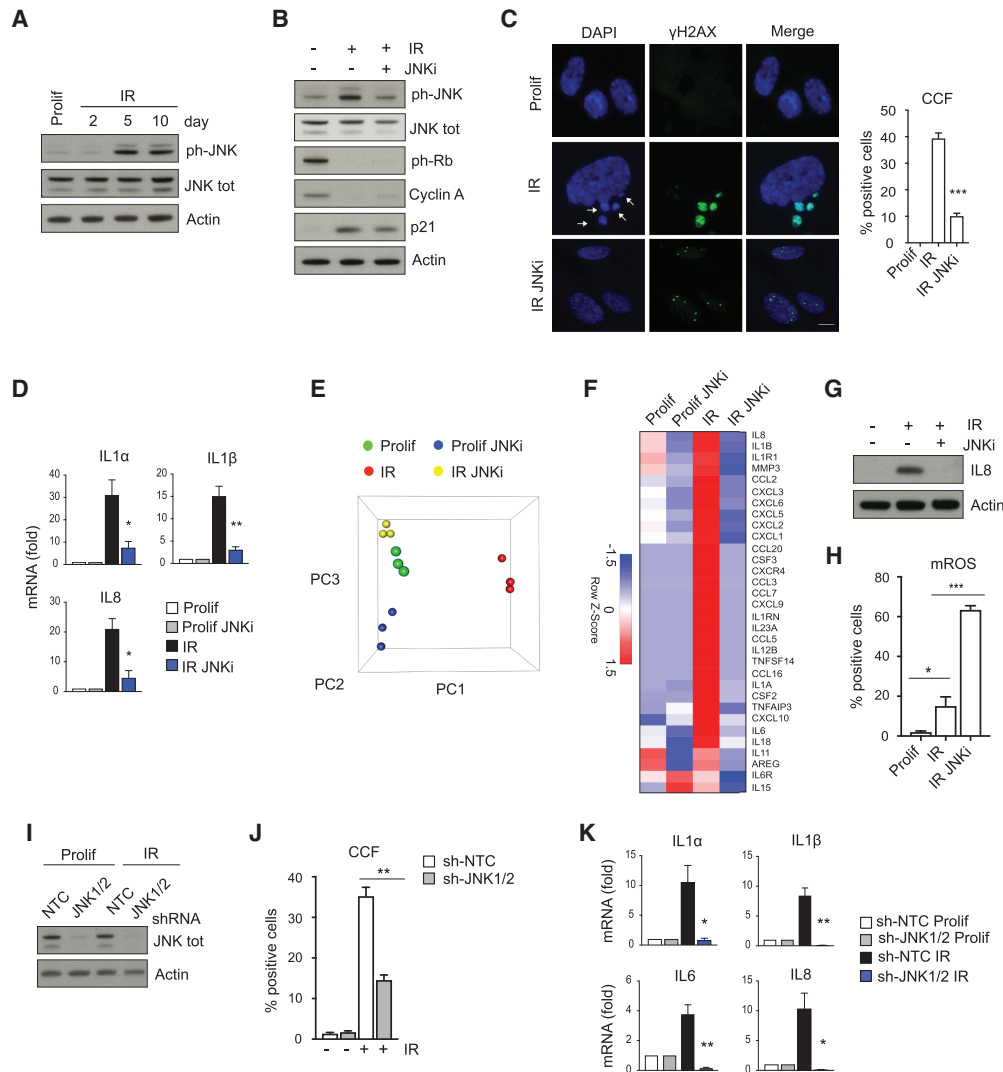 A
Prolif
IR
2 5 10 day
ph-JNK
JNK tot
Actin
B
- + + IR
- - + JNKi
ph-JNK
JNK tot
ph-Rb
Cyclin A
p21
Actin
C
DAPI γH2AX Merge
Prolif
IR
IR JNKi
CCF
% positive cells
50
40
30
20
10
0
Prolif
IR
IR JNKi
***
D
mRNA (fold)
IL1α
40
30
20
10
0
*
IL1β
20
15
10
5
0
**
IL8
30
20
10
0
*
Prolif
Prolif JNKi
IR
IR JNKi
E
Prolif
Prolif JNKi
IR
IR JNKi
PC3
PC2
PC1
F
Prolif
Prolif JNKi
IR
IR JNKi
-1.5
0
1.5
Row Z-Score
IL8
IL1B
IL1R1
MMP3
CCL2
CXCL3
CXCL6
CXCL5
CXCL2
CXCL1
CCL20
CSF3
CXCR4
CCL3
CCL7
CXCL9
IL1RN
IL23A
CCL5
IL12B
TNFSF14
CCL16
IL1A
CSF2
TNFAIP3
CXCL10
IL6
IL18
IL11
AREG
IL6R
IL15
G
- + + IR
- - + JNKi
IL8
Actin
H
mROS
% positive cells
80
60
40
20
0
*
***
Prolif
IR
IR JNKi
I
Prolif IR
NTC
JNK1/2
NTC
JNK1/2
shRNA
JNK tot
Actin
J
CCF
% positive cells
40
30
20
10
0
**
- - + + IR
sh-NTC
sh-JNK1/2
K
IL1α
mRNA (fold)
15
10
5
0
*
IL1β
15
10
5
0
**
IL6
mRNA (fold)
6
4
2
0
**
IL8
15
10
5
0
*
sh-NTC Prolif
sh-JNK1/2 Prolif
sh-NTC IR
sh-JNK1/2 IR